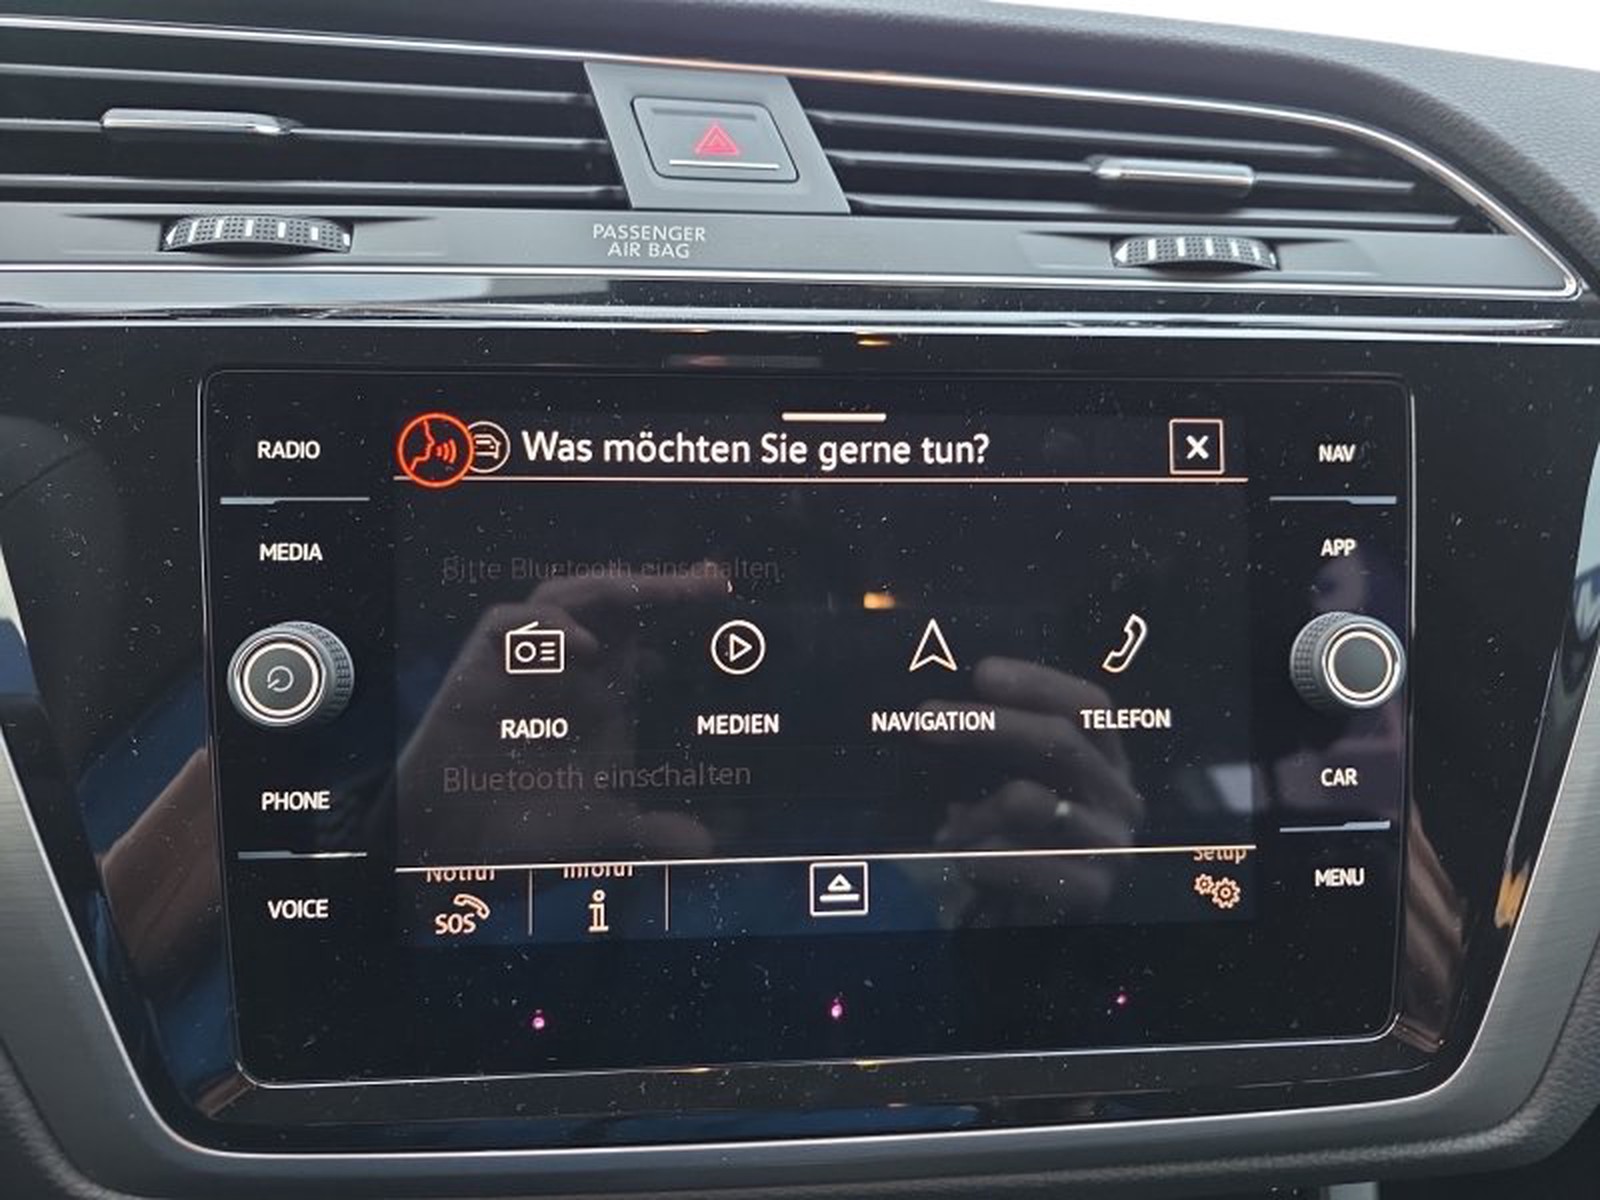 PASSENGER
AIR BAG
RADIO
MEDIA
PHONE
VOICE
Was möchten Sie gerne tun?
Bitte Bluetooth einschalten.
RADIO
MEDIEN
NAVIGATION
TELEFON
Bluetooth einschalten
Notruf
Inforuf
Setup
SOS
i
NAV
APP
CAR
MENU